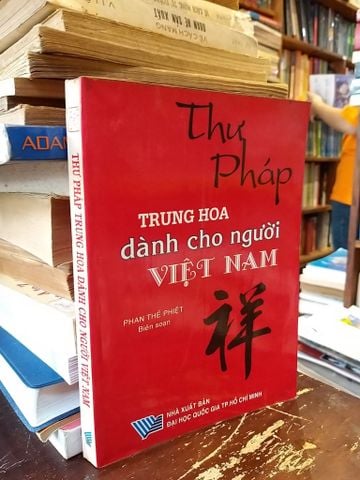 Thư
Pháp
TRUNG HOA
dành cho người
VIỆT NAM
PHAN THẾ PHIỆT
Biên soạn
祥
NHÀ XUẤT BẢN
ĐẠI HỌC QUỐC GIA TP.HỒ CHÍ MINH
THƯ PHÁP TRUNG HOA DÀNH CHO NGƯỜI VIỆT NAM
ADAM